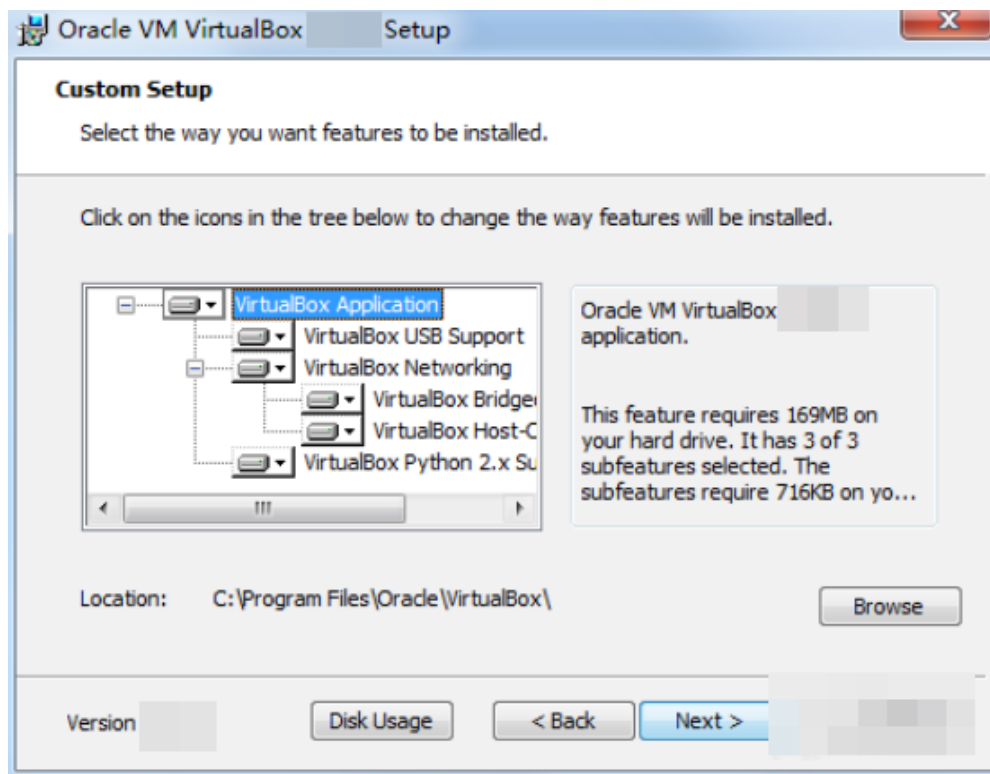 Oracle VM VirtualBox Setup
Custom Setup
Select the way you want features to be installed.
Click on the icons in the tree below to change the way features will be installed.
VirtualBox Application
VirtualBox USB Support
VirtualBox Networking
VirtualBox Bridge
VirtualBox Host-C
VirtualBox Python 2.x Su
Oracle VM VirtualBox
application.
This feature requires 169MB on
your hard drive. It has 3 of 3
subfeatures selected. The
subfeatures require 716KB on yo...
Location: C:\Program Files\Oracle\VirtualBox\
Browse
Version
Disk Usage
< Back
Next >